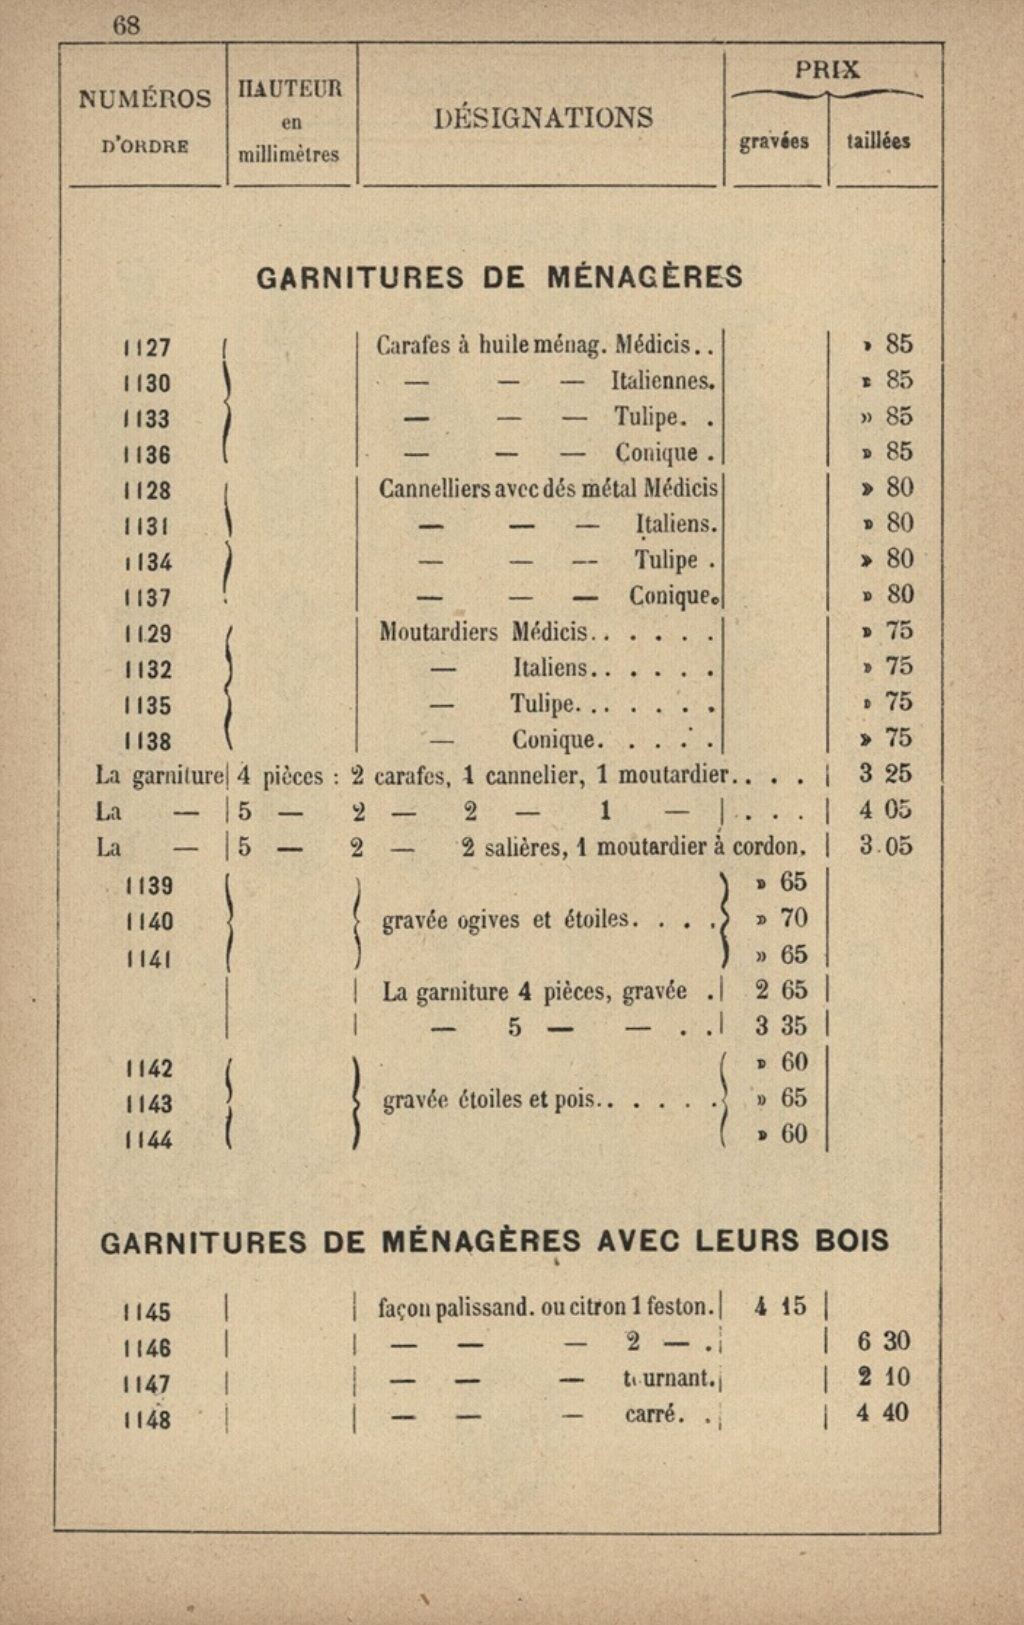 68
NUMÉROS D'ORDRE
HAUTEUR en millimètres
DÉSIGNATIONS
PRIX
gravées taillées
GARNITURES DE MÉNAGÈRES
1127 Carafes à huile ménag. Médicis.. » 85
1130 — — — Italiennes. » 85
1133 — — — Tulipe. . » 85
1136 — — — Conique . » 85
1128 Cannelliers avec dés métal Médicis » 80
1131 — — — Italiens. » 80
1134 — — — Tulipe . » 80
1137 — — — Conique. » 80
1129 Moutardiers Médicis. . . . . . » 75
1132 — Italiens. . . . . . » 75
1135 — Tulipe. . . . . . . » 75
1138 — Conique. . . . . » 75
La garniture 4 pièces : 2 carafes, 1 cannelier, 1 moutardier. . . . 3 25
La — 5 — 2 — 2 — 1 — . . . 4 05
La — 5 — 2 — 2 salières, 1 moutardier à cordon. 3 05
1139 » 65
1140 gravée ogives et étoiles. . . . . » 70
1141 » 65
La garniture 4 pièces, gravée . 2 65
— 5 — — . . 3 35
1142 » 60
1143 gravée étoiles et pois. . . . . . » 65
1144 » 60
GARNITURES DE MÉNAGÈRES AVEC LEURS BOIS
1145 façon palissand. ou citron 1 feston. 4 15
1146 — — — 2 — . 6 30
1147 — — — tournant. 2 10
1148 — — — carré. . 4 40